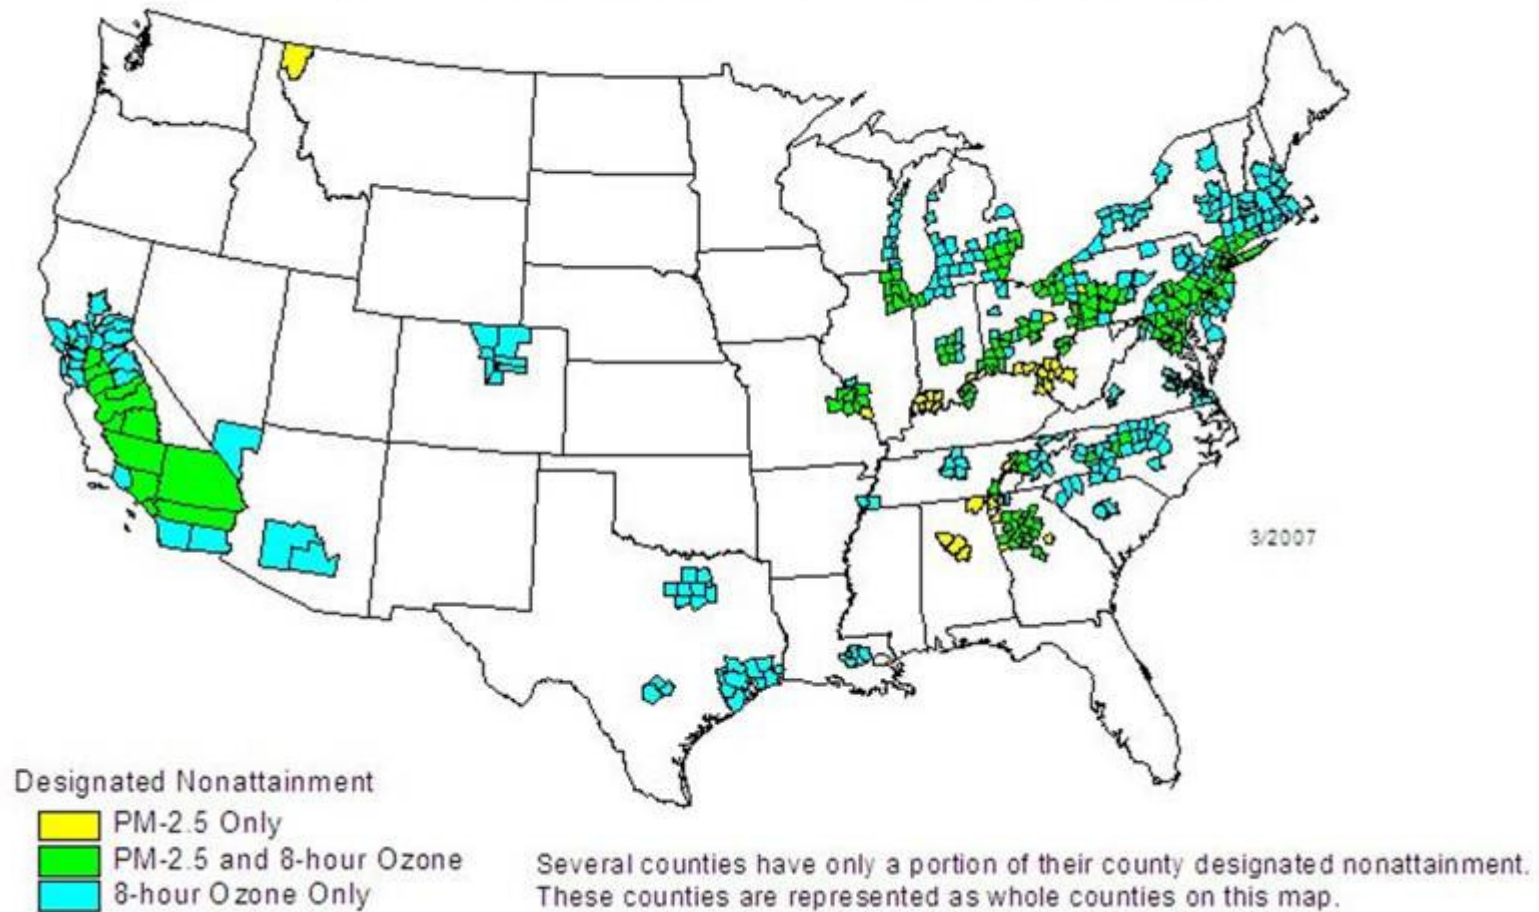 3/2007
Designated Nonattainment
PM-2.5 Only
PM-2.5 and 8-hour Ozone
8-hour Ozone Only
Several counties have only a portion of their county designated nonattainment.
These counties are represented as whole counties on this map.